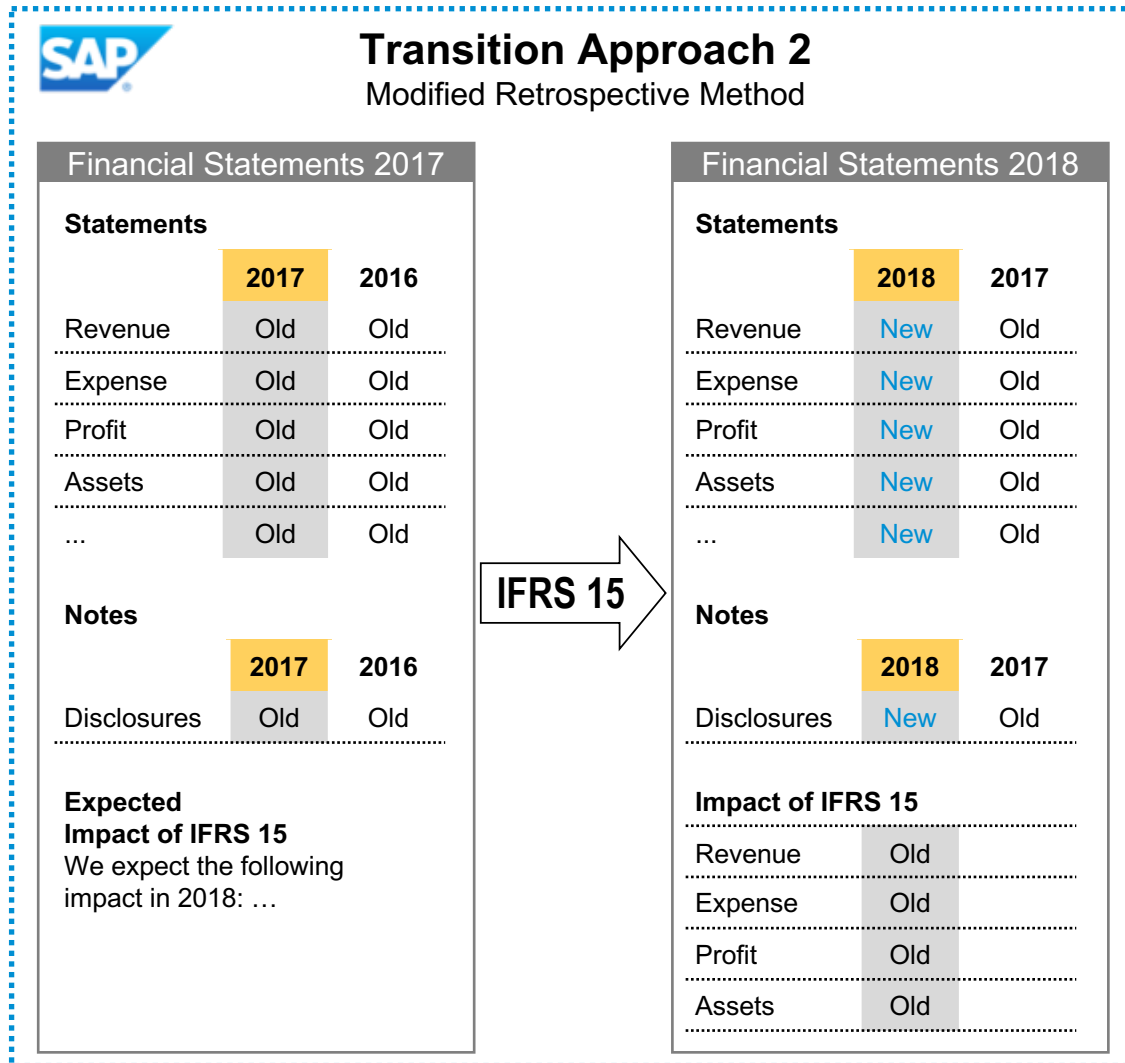 SAP
®
Transition Approach 2
Modified Retrospective Method
Financial Statements 2017
Statements
2017 2016
Revenue Old Old
Expense Old Old
Profit Old Old
Assets Old Old
... Old Old
Notes
2017 2016
Disclosures Old Old
Expected
Impact of IFRS 15
We expect the following
impact in 2018: …
IFRS 15
Financial Statements 2018
Statements
2018 2017
Revenue New Old
Expense New Old
Profit New Old
Assets New Old
... New Old
Notes
2018 2017
Disclosures New Old
Impact of IFRS 15
Revenue Old
Expense Old
Profit Old
Assets Old